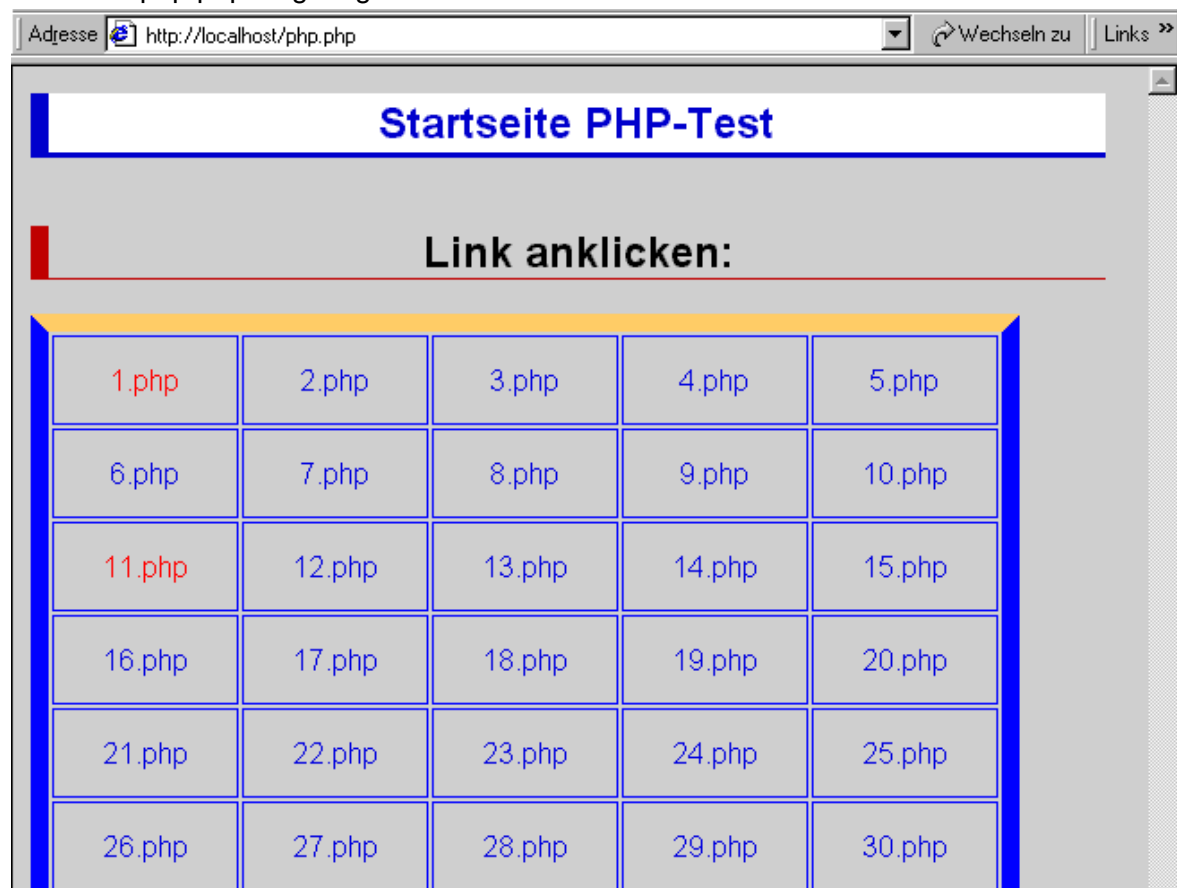 Adresse http://localhost/php.php Wechseln zu Links »
Startseite PHP-Test
Link anklicken:
1.php 2.php 3.php 4.php 5.php
6.php 7.php 8.php 9.php 10.php
11.php 12.php 13.php 14.php 15.php
16.php 17.php 18.php 19.php 20.php
21.php 22.php 23.php 24.php 25.php
26.php 27.php 28.php 29.php 30.php